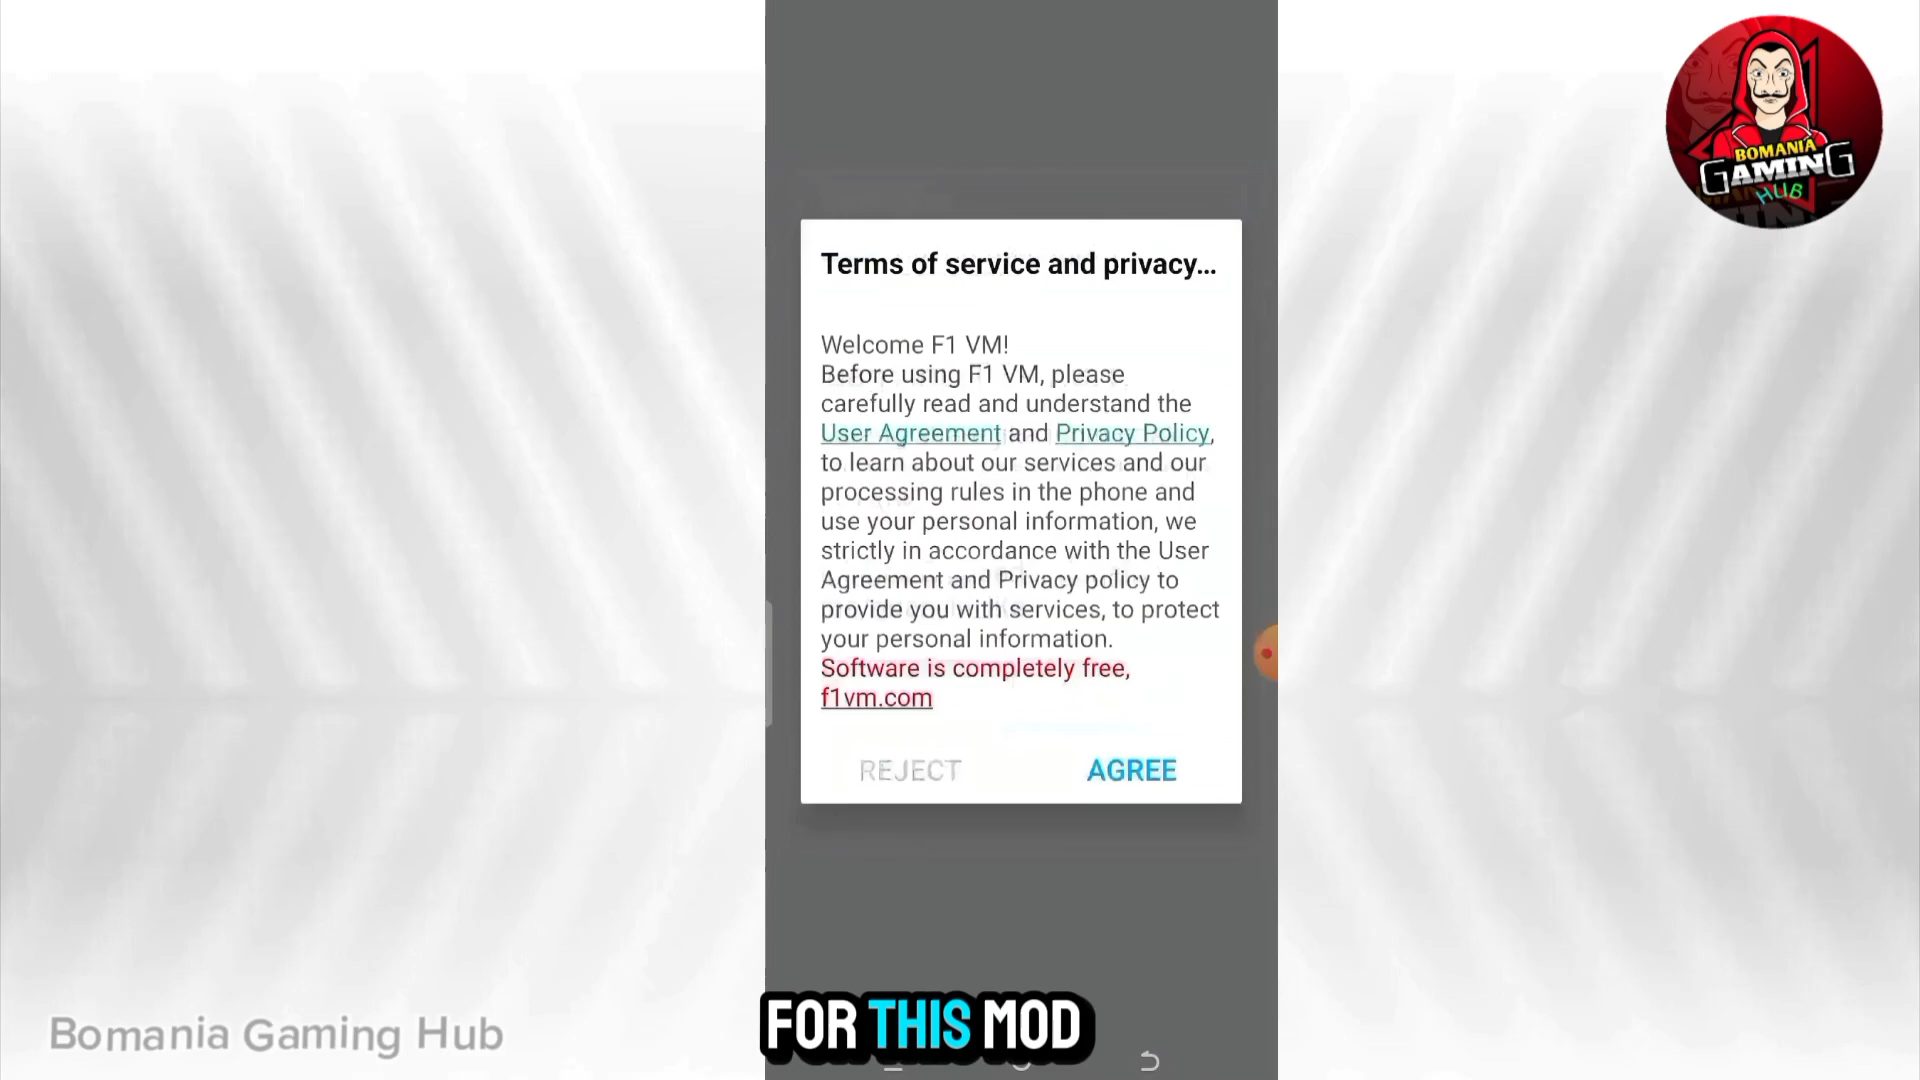 BOMANIA
GAMING
HUB
Terms of service and privacy...
Welcome F1 VM!
Before using F1 VM, please
carefully read and understand the
User Agreement and Privacy Policy,
to learn about our services and our
processing rules in the phone and
use your personal information, we
strictly in accordance with the User
Agreement and Privacy policy to
provide you with services, to protect
your personal information.
Software is completely free,
f1vm.com
REJECT AGREE
FOR THIS MOD
Bomania Gaming Hub